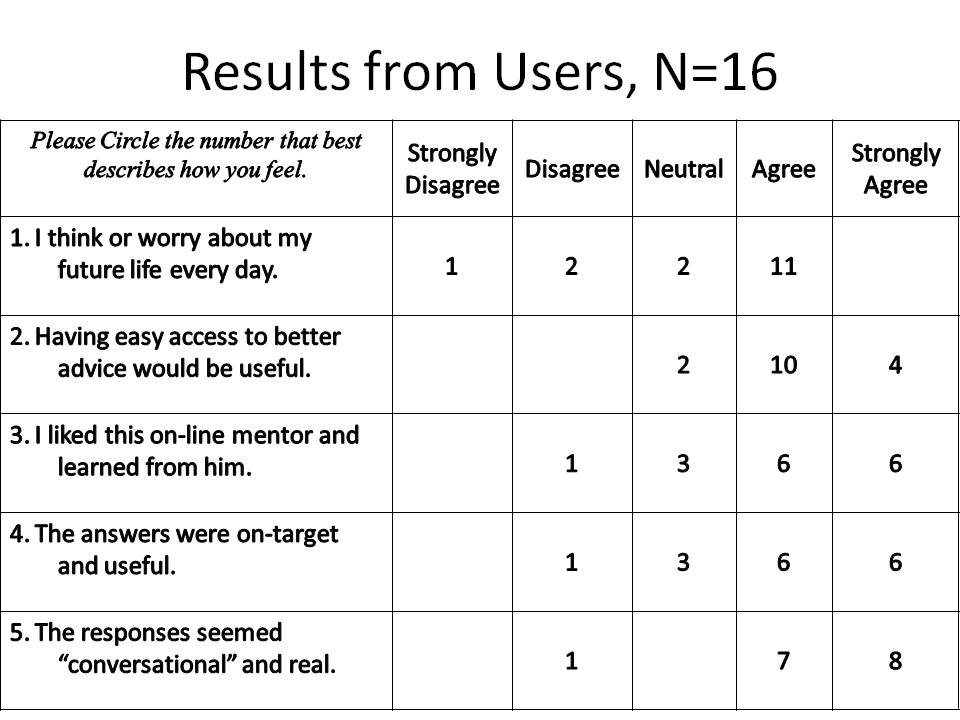 Results from Users, N=16
Please Circle the number that best
describes how you feel.
Strongly
Disagree
Disagree
Neutral
Agree
Strongly
Agree
1. I think or worry about my
future life every day.
1
2
2
11
2. Having easy access to better
advice would be useful.
2
10
4
3. I liked this on-line mentor and
learned from him.
1
3
6
6
4. The answers were on-target
and useful.
1
3
6
6
5. The responses seemed
“conversational” and real.
1
7
8